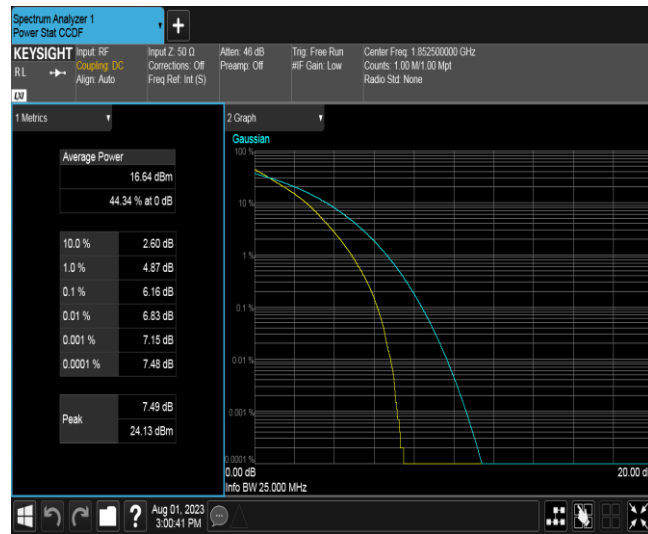 Spectrum Analyzer 1
Power Stat CCDF
+
KEYSIGHT
RL
LXI
Input: RF
Coupling: DC
Align: Auto
Input Z: 50 Ω
Corrections: Off
Freq Ref: Int (S)
Atten: 46 dB
Preamp: Off
Trig: Free Run
#IF Gain: Low
Center Freq: 1.852500000 GHz
Counts: 1.00 M/1.00 Mpt
Radio Std: None
1 Metrics
Average Power
16.64 dBm
44.34 % at 0 dB
10.0 % 2.60 dB
1.0 % 4.87 dB
0.1 % 6.16 dB
0.01 % 6.83 dB
0.001 % 7.15 dB
0.0001 % 7.48 dB
Peak
7.49 dB
24.13 dBm
2 Graph
Gaussian
100 %
10 %
1 %
0.1 %
0.01 %
0.001 %
0.0001 %
0.00 dB
20.00 d
Info BW 25.000 MHz
?
Aug 01, 2023
3:00:41 PM